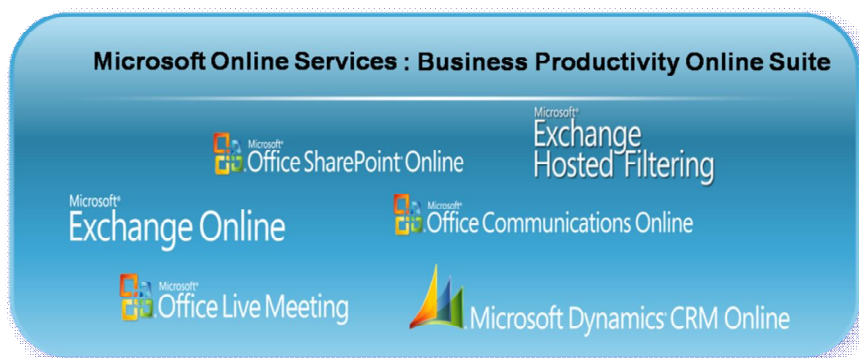 Microsoft Online Services : Business Productivity Online Suite
Microsoft®
Office SharePoint Online
Microsoft®
Exchange
Hosted Filtering
Microsoft®
Exchange Online
Microsoft®
Office Communications Online
Microsoft®
Office Live Meeting
Microsoft Dynamics® CRM Online